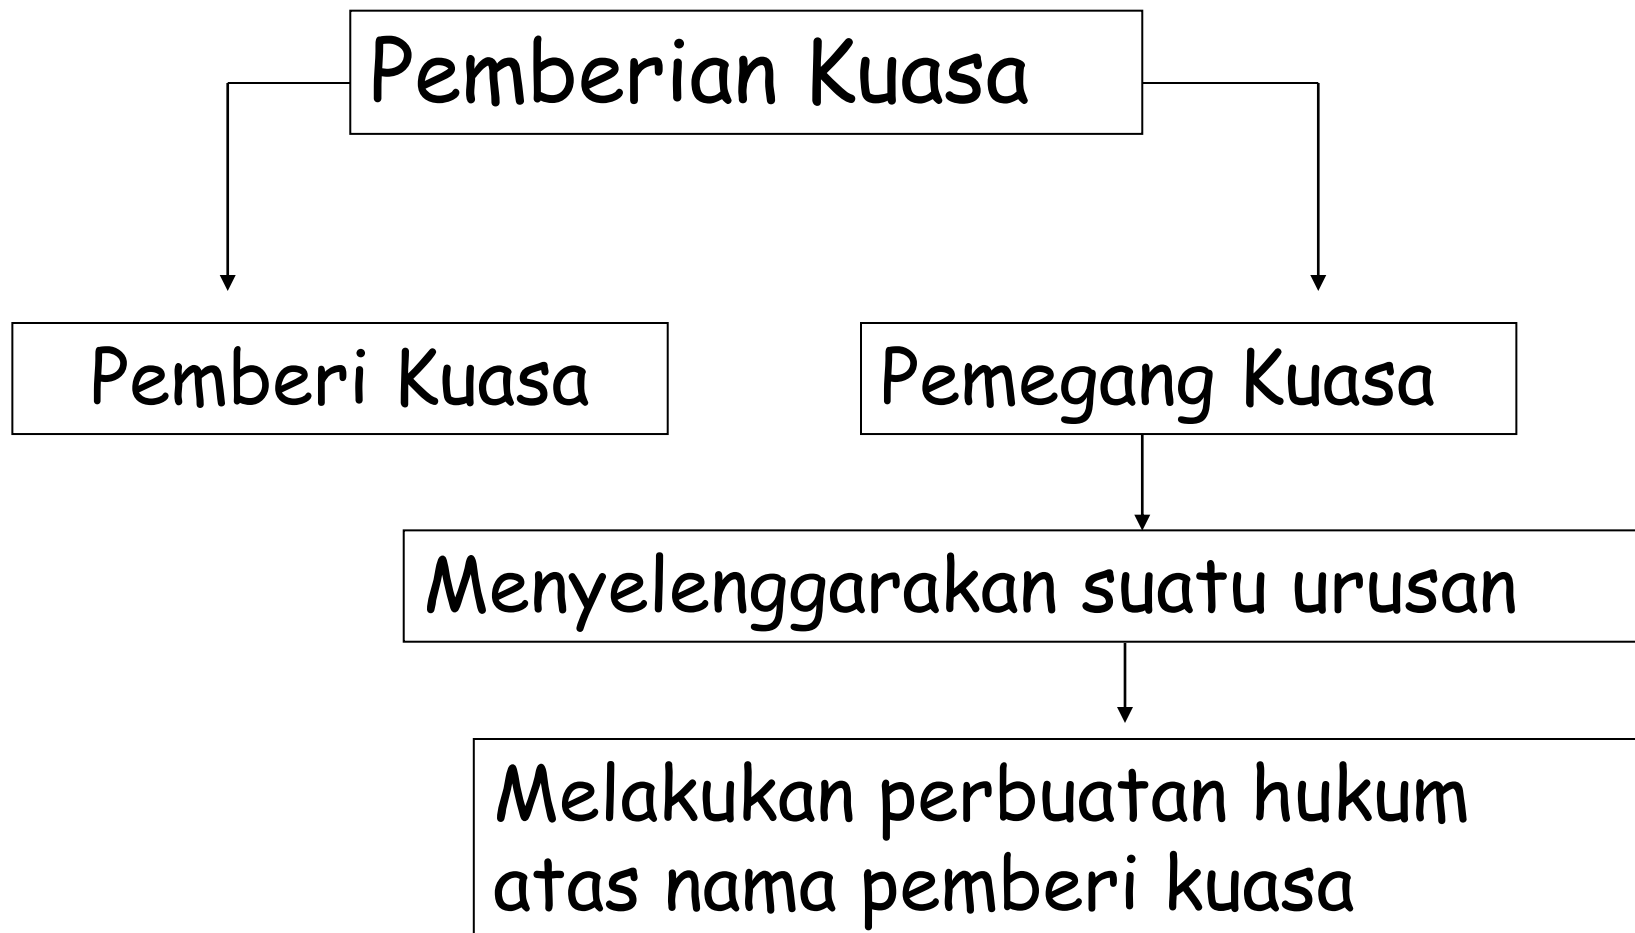 Pemberian Kuasa
Pemberi Kuasa
Pemegang Kuasa
Menyelenggarakan suatu urusan
Melakukan perbuatan hukum
atas nama pemberi kuasa